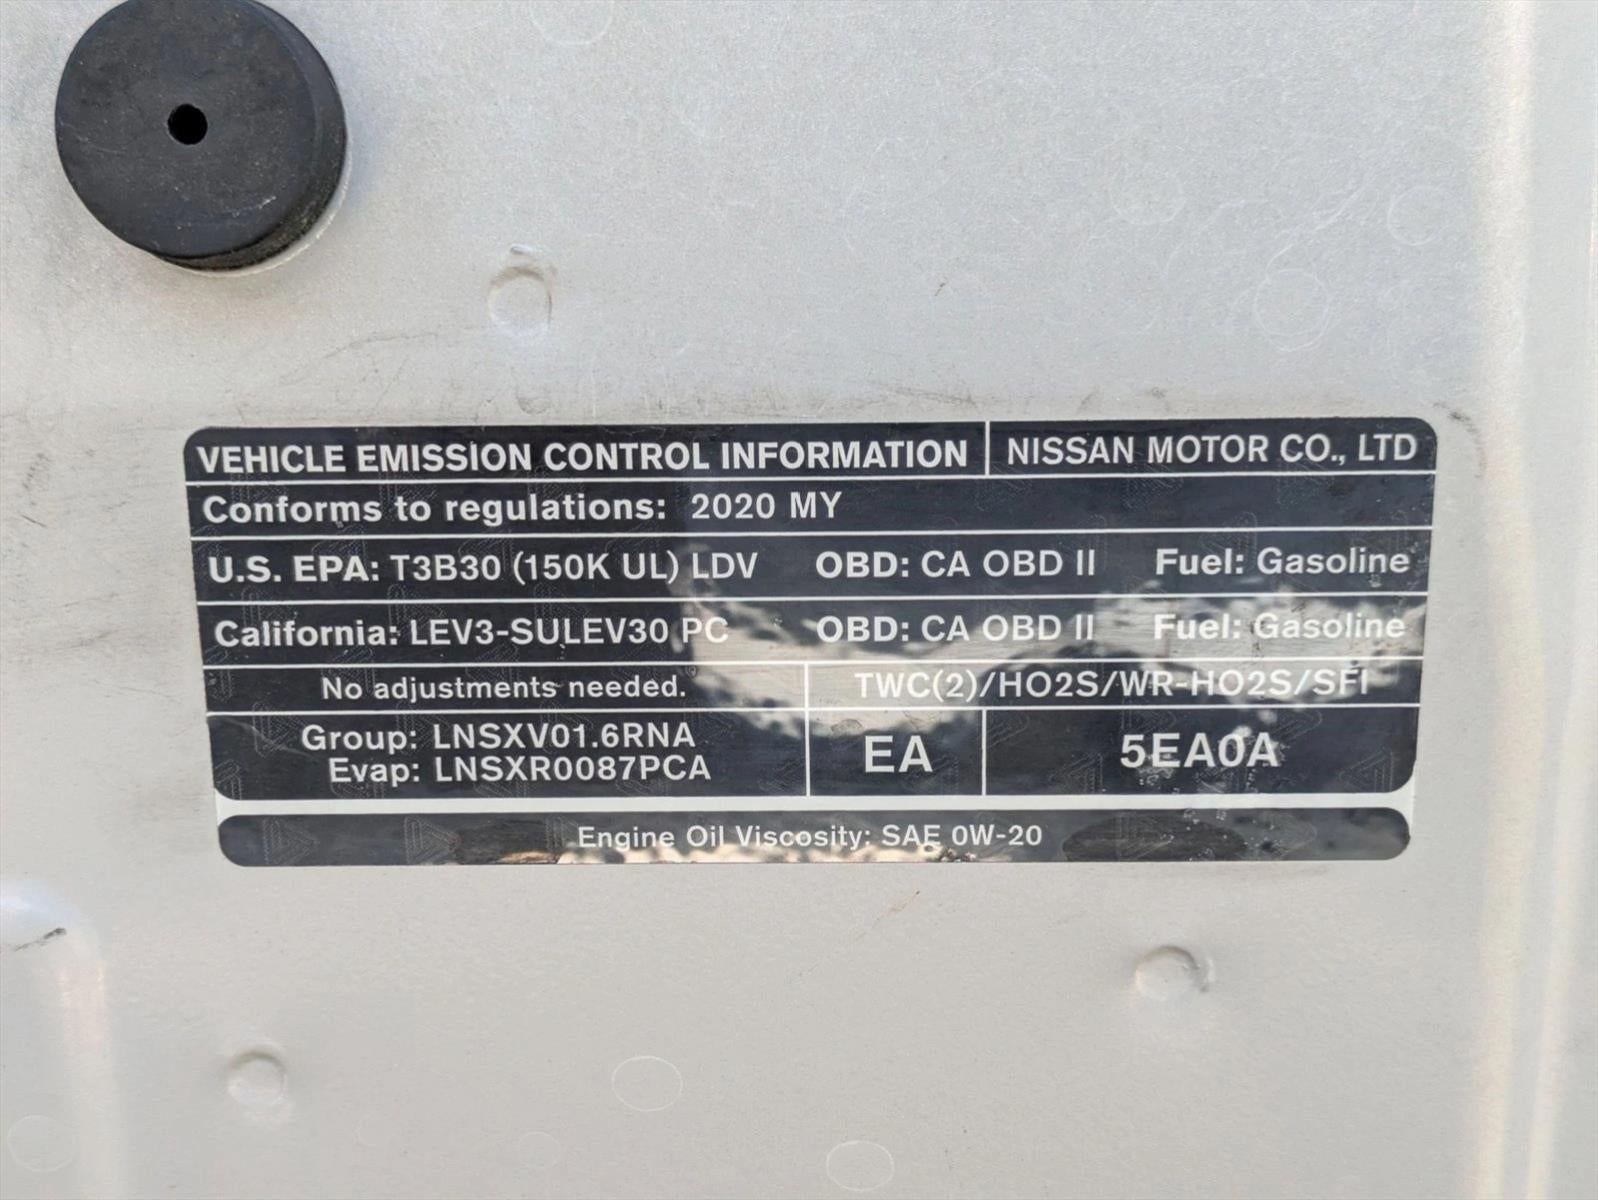 VEHICLE EMISSION CONTROL INFORMATION NISSAN MOTOR CO., LTD
Conforms to regulations: 2020 MY
U.S. EPA: T3B30 (150K UL) LDV OBD: CA OBD II Fuel: Gasoline
California: LEV3-SULEV30 PC OBD: CA OBD II Fuel: Gasoline
No adjustments needed. TWC(2)/HO2S/WR-HO2S/SFI
Group: LNSXV01.6RNA
Evap: LNSXR0087PCA
EA 5EA0A
Engine Oil Viscosity: SAE 0W-20